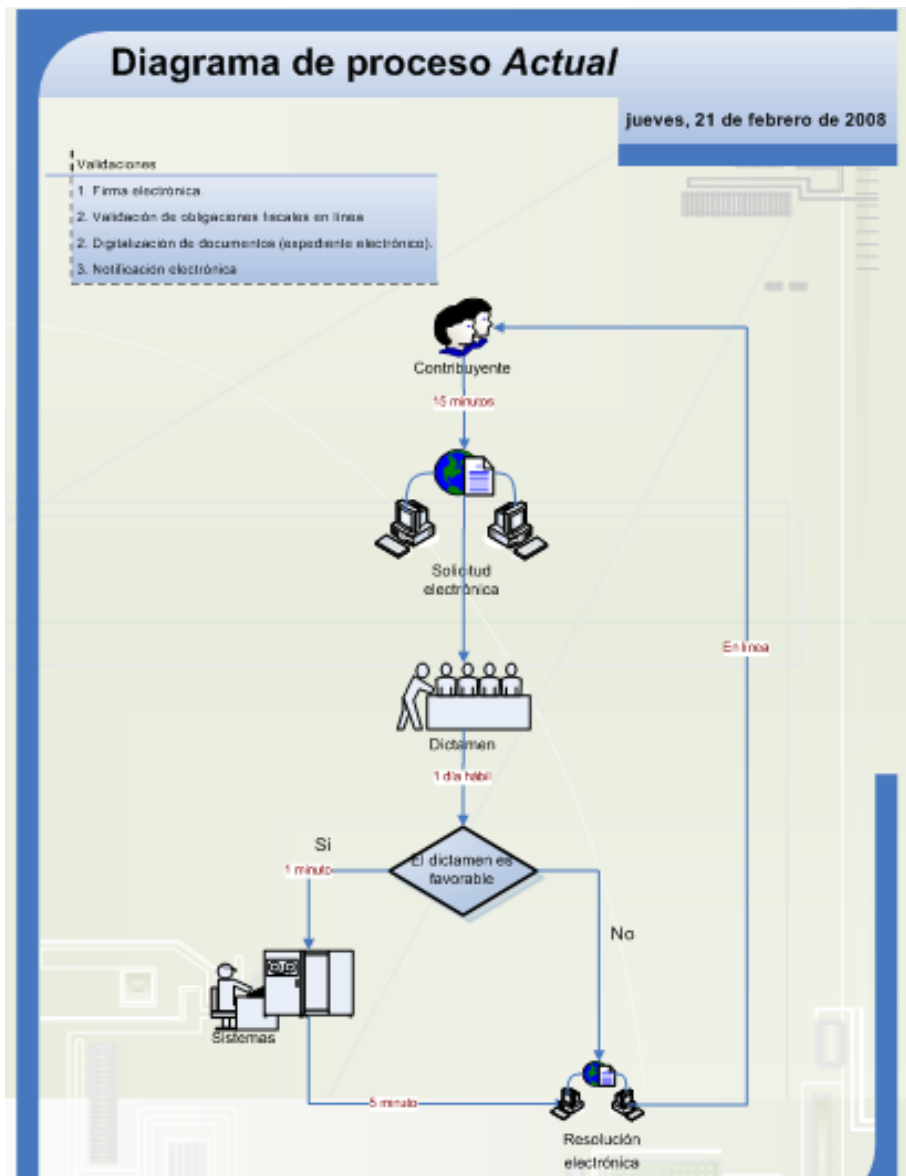 Diagrama de proceso Actual
jueves, 21 de febrero de 2008
Validaciones
1. Firma electrónica.
2. Validación de obligaciones fiscales en línea
2. Digitalización de documentos (expediente electrónico).
3. Notificación electrónica
Contribuyente
15 minutos
Solicitud
electrónica
En línea
Dictamen
1 día hábil
Si
1 minuto
El dictamen es
favorable
No
Sistemas
5 minuto
Resolución
electrónica